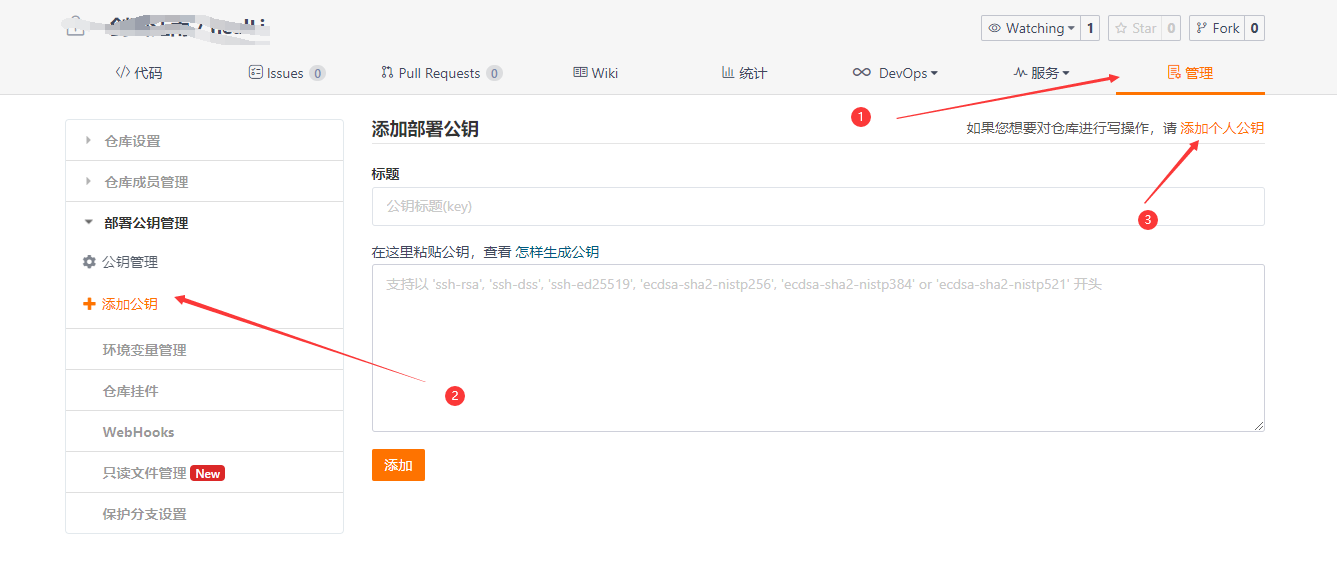 Watching 1 Star 0 Fork 0
代码 Issues 0 Pull Requests 0 Wiki 统计 DevOps 服务 管理
1
仓库设置
仓库成员管理
部署公钥管理
公钥管理
添加公钥
环境变量管理
仓库挂件
WebHooks
只读文件管理 New
保护分支设置
添加部署公钥
如果您想要对仓库进行写操作，请 添加个人公钥
3
标题
公钥标题(key)
在这里粘贴公钥，查看 怎样生成公钥
支持以 'ssh-rsa', 'ssh-dss', 'ssh-ed25519', 'ecdsa-sha2-nistp256', 'ecdsa-sha2-nistp384' or 'ecdsa-sha2-nistp521' 开头
2
添加